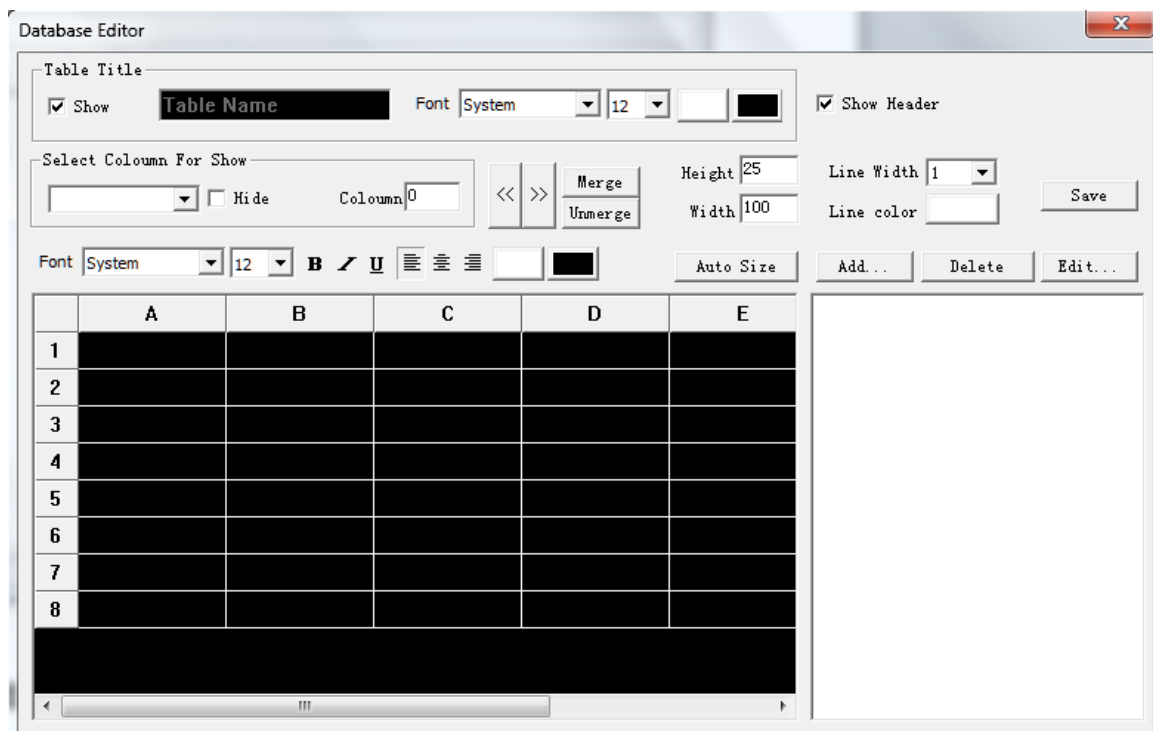 Database Editor
Table Title
Show Table Name Font System 12
Show Header
Select Coloumn For Show
Hide Coloumn 0
<< >>
Merge
Unmerge
Height 25
Width 100
Line Width 1
Line color
Save
Font System 12 B I U
Auto Size Add... Delete Edit...
A B C D E
1
2
3
4
5
6
7
8